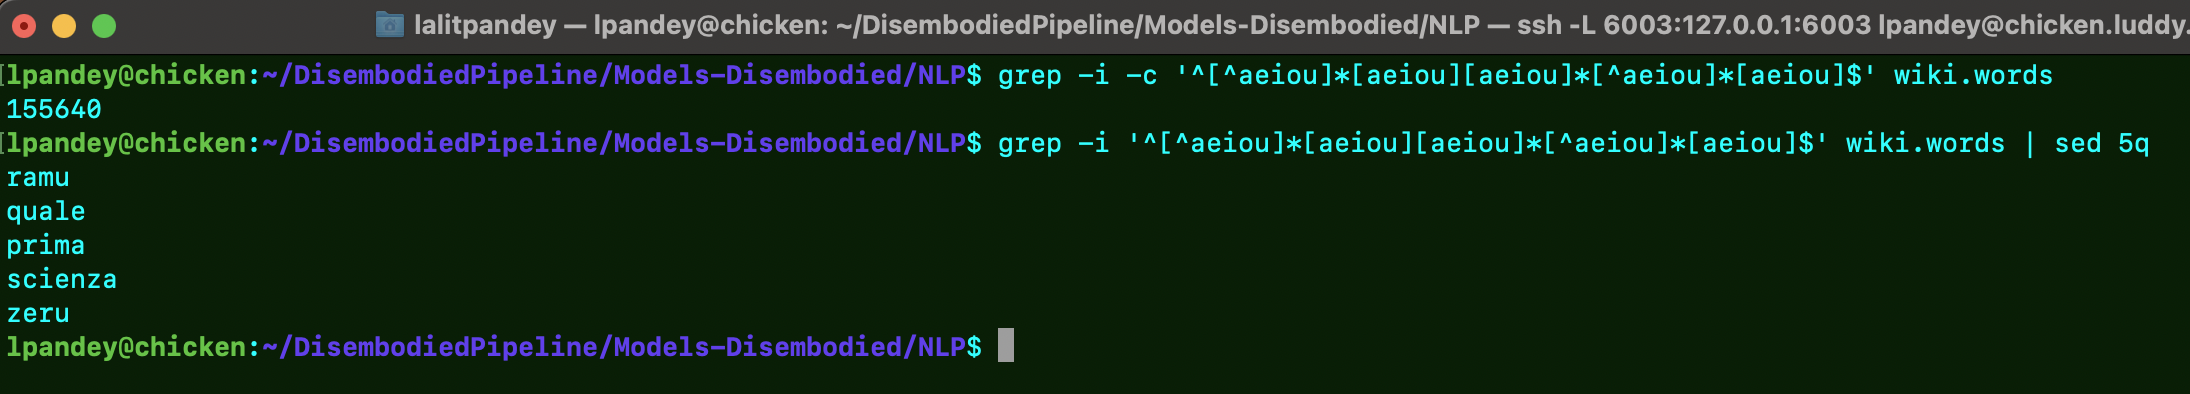 lalitpandey — lpandey@chicken: ~/DisembodiedPipeline/Models-Disembodied/NLP — ssh -L 6003:127.0.0.1:6003 lpandey@chicken.luddy.
[lpandey@chicken:~/DisembodiedPipeline/Models-Disembodied/NLP$ grep -i -c '^[^aeiou]*[aeiou][aeiou]*[^aeiou]*[aeiou]$' wiki.words
155640
[lpandey@chicken:~/DisembodiedPipeline/Models-Disembodied/NLP$ grep -i '^[^aeiou]*[aeiou][aeiou]*[^aeiou]*[aeiou]$' wiki.words | sed 5q
ramu
quale
prima
scienza
zeru
lpandey@chicken:~/DisembodiedPipeline/Models-Disembodied/NLP$